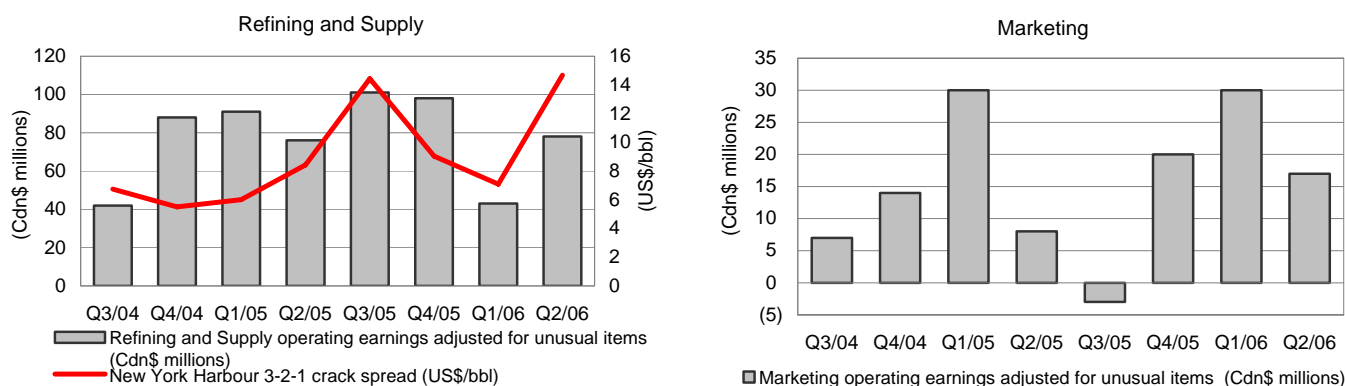 Refining and Supply
120
100
80
60
40
20
0
(Cdn$ millions)
16
14
12
10
8
6
4
2
0
(US$/bbl)
Q3/04 Q4/04 Q1/05 Q2/05 Q3/05 Q4/05 Q1/06 Q2/06
Refining and Supply operating earnings adjusted for unusual items
(Cdn$ millions)
New York Harbour 3-2-1 crack spread (US$/bbl)
Marketing
35
30
25
20
15
10
5
0
(5)
(Cdn$ millions)
Q3/04 Q4/04 Q1/05 Q2/05 Q3/05 Q4/05 Q1/06 Q2/06
Marketing operating earnings adjusted for unusual items (Cdn$ millions)